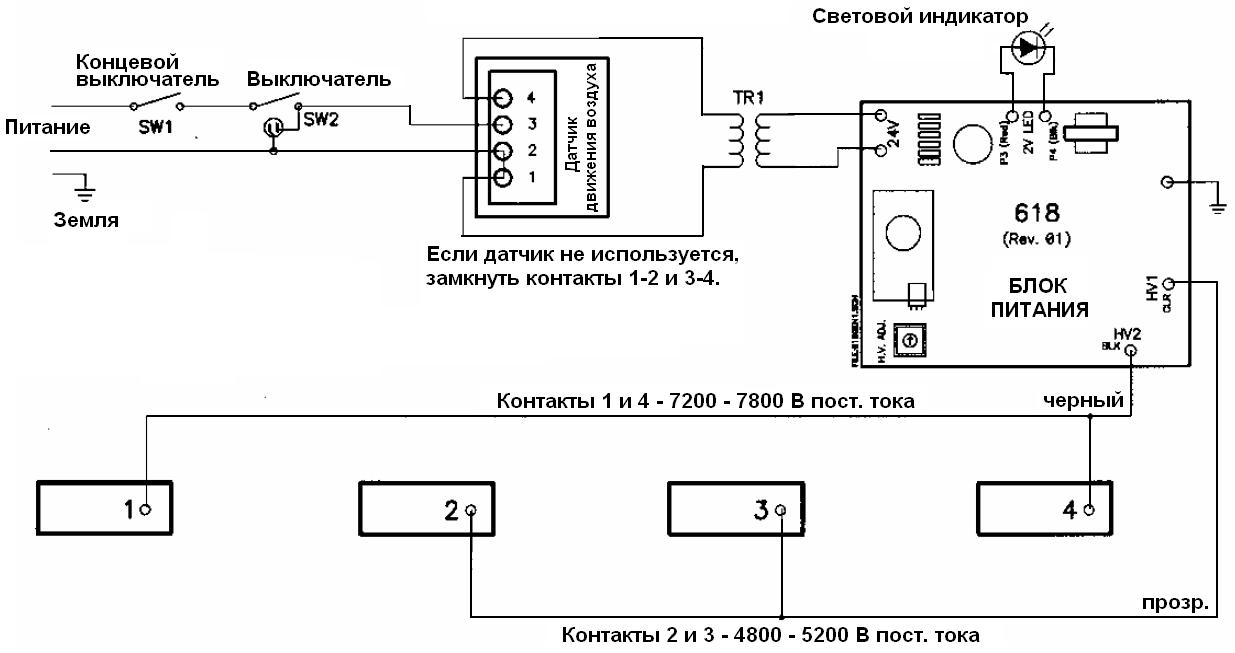 Световой индикатор
Концевой
выключатель
Выключатель
Питание
SW1
SW2
Земля
4
3
2
1
Датчик
движения воздуха
TR1
Если датчик не используется,
замкнуть контакты 1-2 и 3-4.
24V
P3 (Red)
2V LED
P4 (Blk)
618
(Rev. 01)
БЛОК
ПИТАНИЯ
HV1
CLR
HV2
BLK
H.V. ADJ.
Контакты 1 и 4 - 7200 - 7800 В пост. тока
черный
1
2
3
4
прозр.
Контакты 2 и 3 - 4800 - 5200 В пост. тока